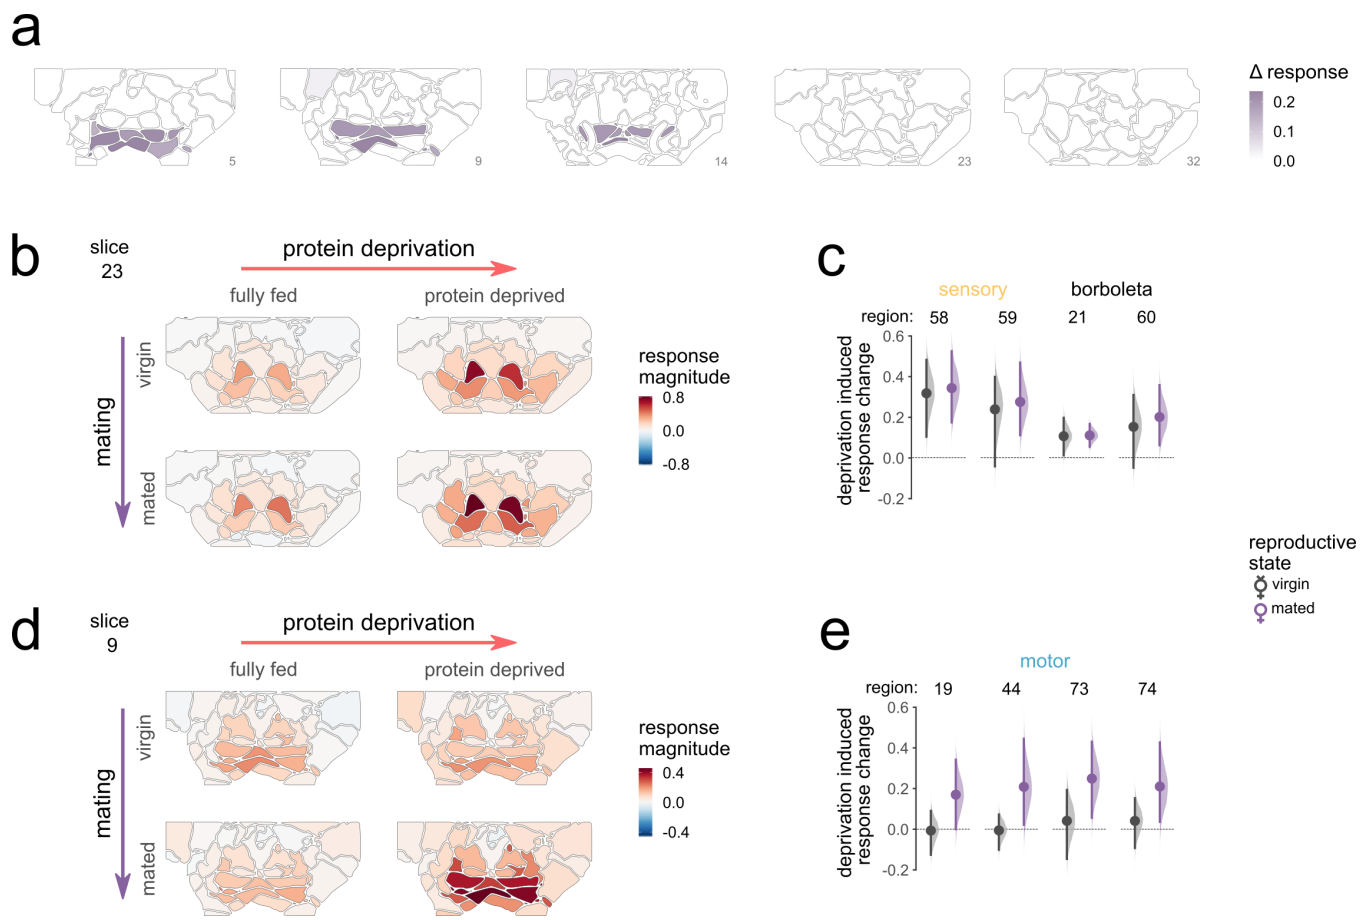 a
5
9
14
23
32
Δ response
0.2
0.1
0.0
b
slice
23
protein deprivation
fully fed
protein deprived
mating
virgin
mated
response
magnitude
0.8
0.0
-0.8
c
sensory
borboleta
region: 58 59 21 60
deprivation induced
response change
0.6
0.4
0.2
0.0
-0.2
reproductive
state
virgin
mated
d
slice
9
protein deprivation
fully fed
protein deprived
mating
virgin
mated
response
magnitude
0.4
0.0
-0.4
e
motor
region: 19 44 73 74
deprivation induced
response change
0.6
0.4
0.2
0.0
-0.2